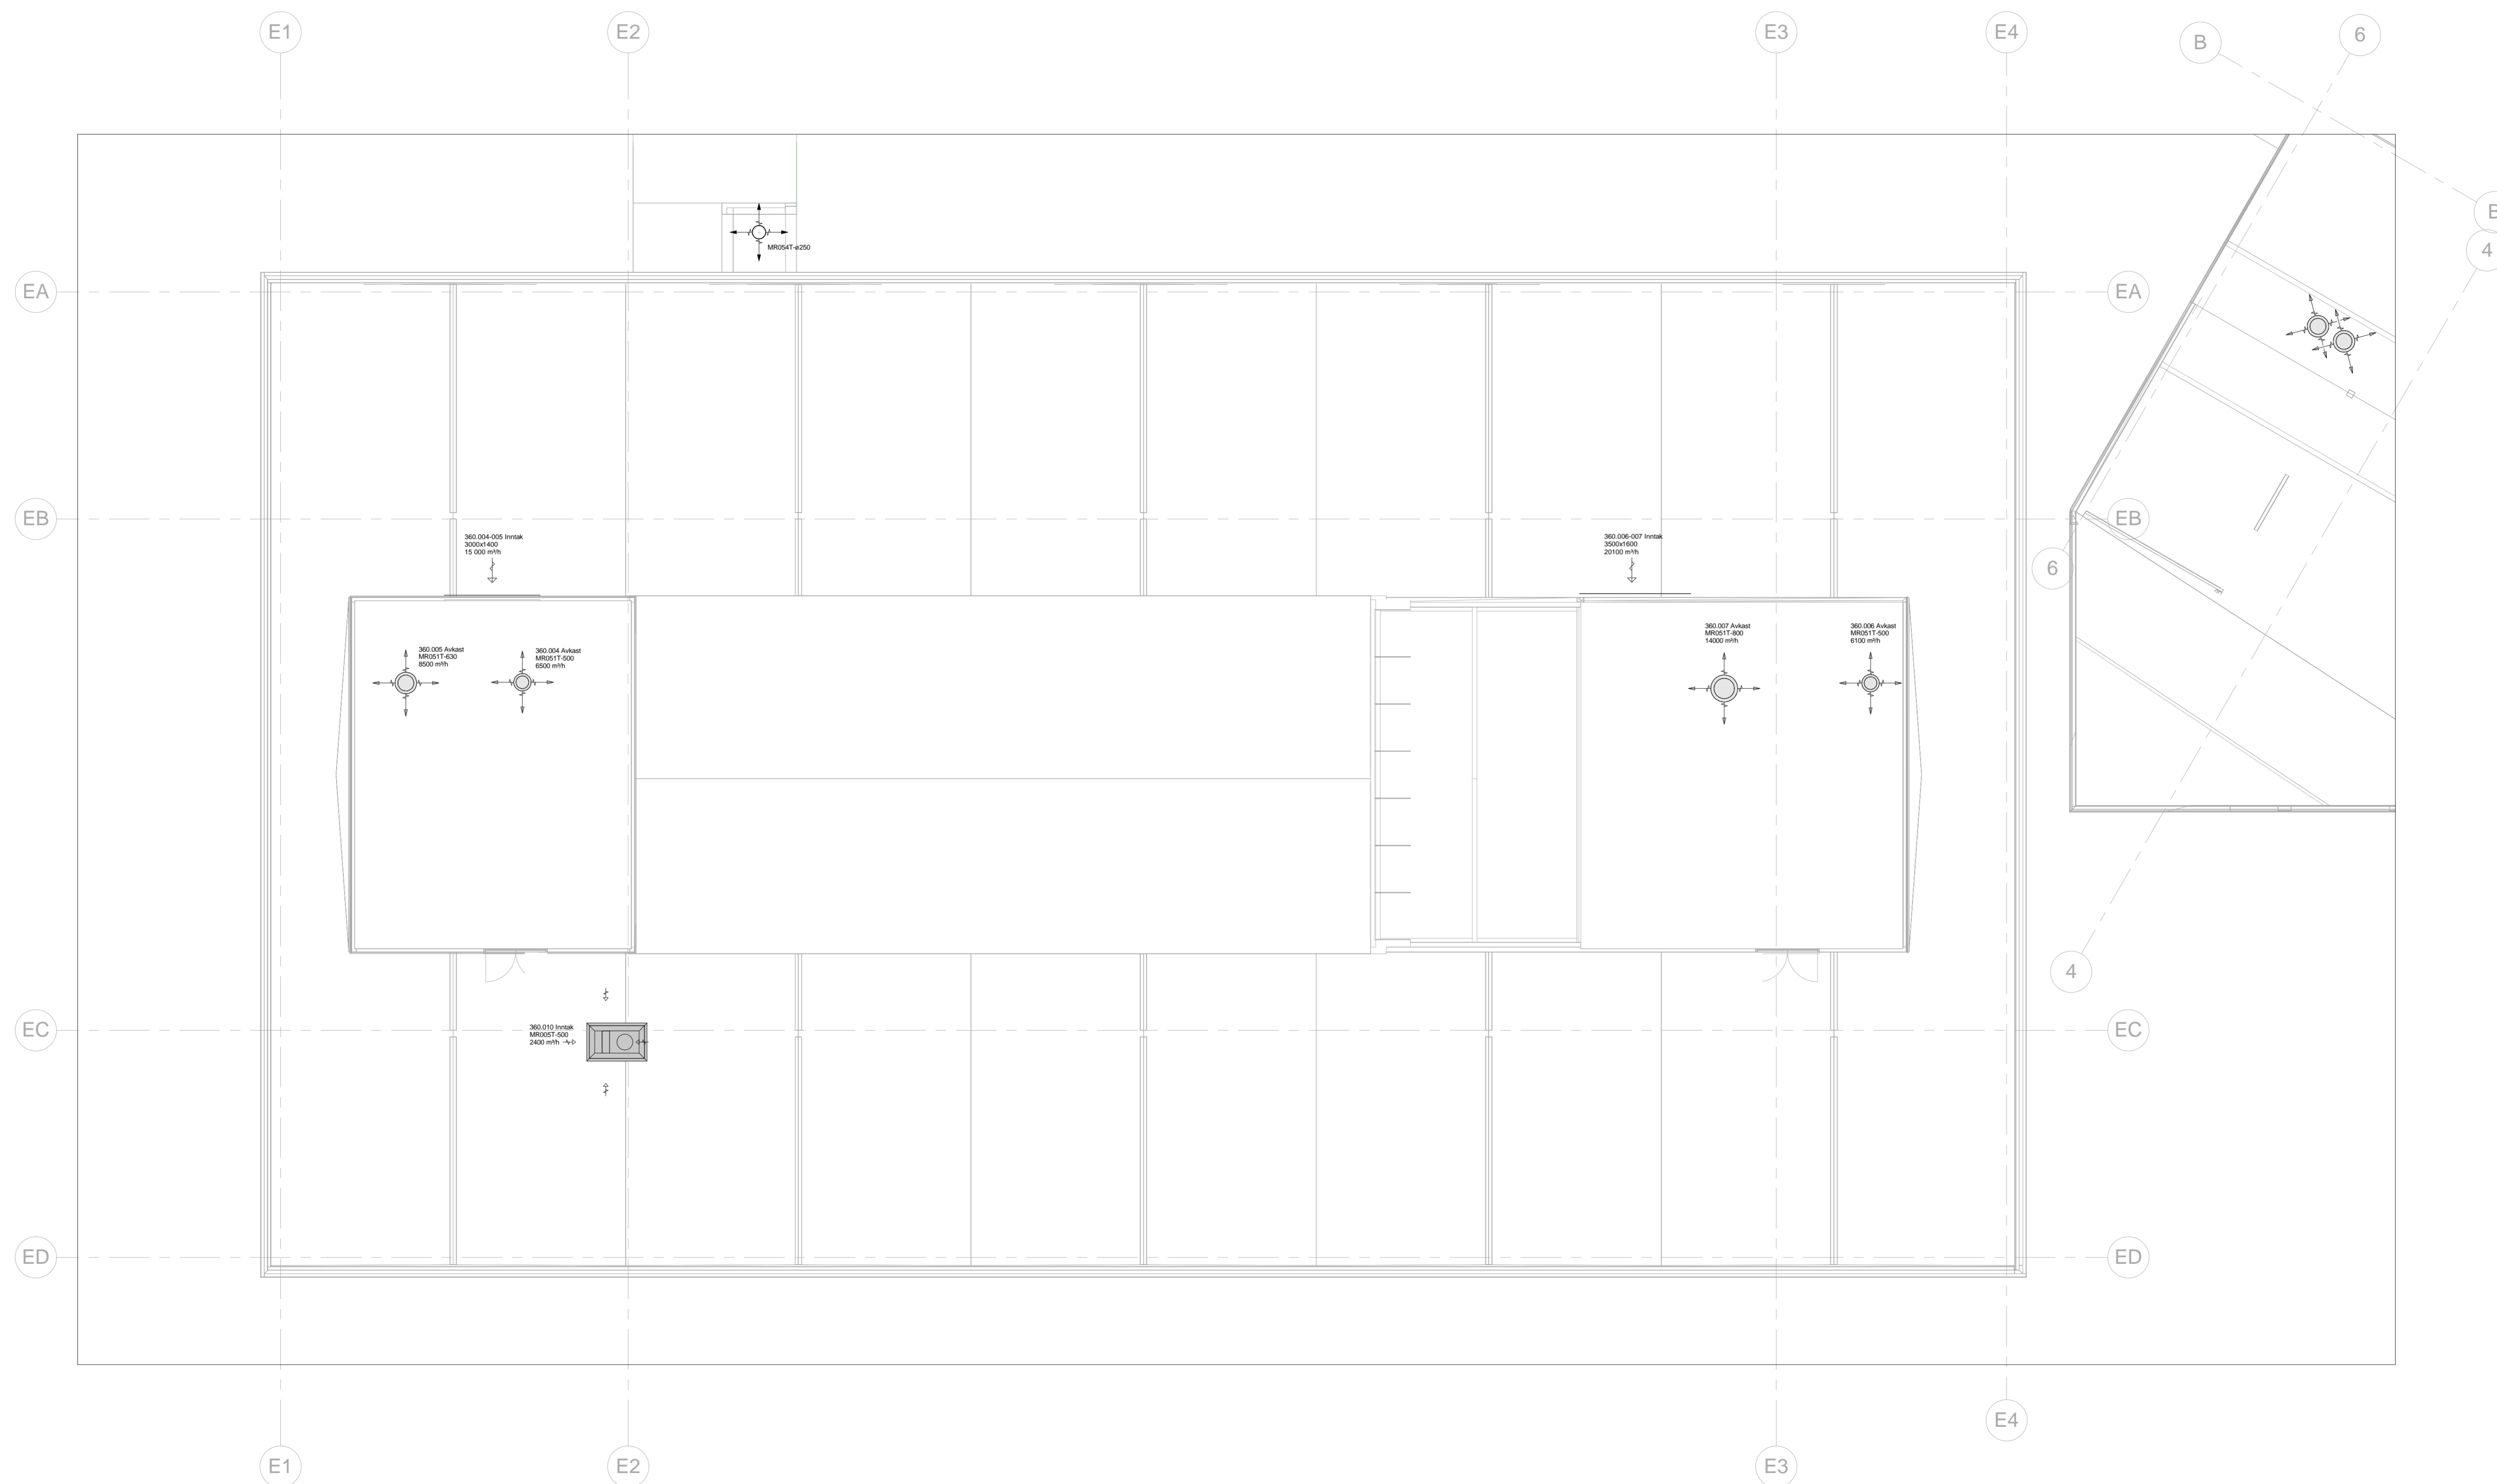 E1
E2
E3
E4
B
6
B
4
MR054T-ø250
EA
EA
EB
EB
360.004-005 Inntak
3000x1400
15 000 m³/h
360.006-007 Inntak
3500x1600
20100 m³/h
6
360.005 Avkast
MR051T-630
8500 m³/h
360.004 Avkast
MR051T-500
6500 m³/h
360.007 Avkast
MR051T-800
14000 m³/h
360.006 Avkast
MR051T-500
6100 m³/h
4
EC
EC
360.010 Inntak
MR005T-500
2400 m³/h
ED
ED
E4
E1
E2
E3